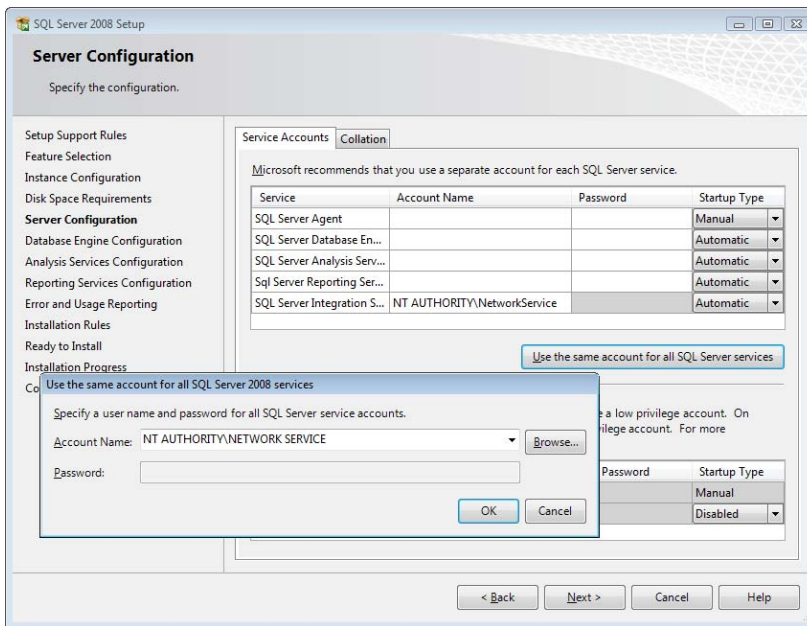 SQL Server 2008 Setup
Server Configuration
Specify the configuration.
Setup Support Rules
Feature Selection
Instance Configuration
Disk Space Requirements
Server Configuration
Database Engine Configuration
Analysis Services Configuration
Reporting Services Configuration
Error and Usage Reporting
Installation Rules
Ready to Install
Installation Progress
Co
Service Accounts Collation
Microsoft recommends that you use a separate account for each SQL Server service.
Service Account Name Password Startup Type
SQL Server Agent Manual
SQL Server Database En... Automatic
SQL Server Analysis Serv... Automatic
Sql Server Reporting Ser... Automatic
SQL Server Integration S... NT AUTHORITY\NetworkService Automatic
Use the same account for all SQL Server services
e a low privilege account. On
vilege account. For more
Password Startup Type
Manual
Disabled
Use the same account for all SQL Server 2008 services
Specify a user name and password for all SQL Server service accounts.
Account Name: NT AUTHORITY\NETWORK SERVICE Browse...
Password:
OK Cancel
< Back Next > Cancel Help